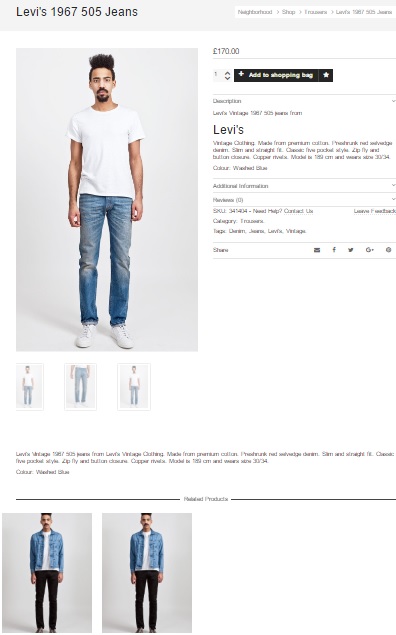 Levi's 1967 505 Jeans
Neighborhood > Shop > Trousers > Levi's 1967 505 Jeans
£170.00
1
+ Add to shopping bag
Description
Levi's Vintage 1967 505 jeans from
Levi's
Vintage Clothing. Made from premium cotton. Preshrunk red selvedge
denim. Slim and straight fit. Classic five pocket style. Zip fly and
button closure. Copper rivets. Model is 189 cm and wears size 30/34.
Colour: Washed Blue
Additional Information
Reviews (0)
SKU: 341404 - Need Help? Contact Us
Leave Feedback
Category: Trousers.
Tags: Denim, Jeans, Levi's, Vintage.
Share
Levi's Vintage 1967 505 jeans from Levi's Vintage Clothing. Made from premium cotton. Preshrunk red selvedge denim. Slim and straight fit. Classic
five pocket style. Zip fly and button closure. Copper rivets. Model is 189 cm and wears size 30/34.
Colour: Washed Blue
Related Products